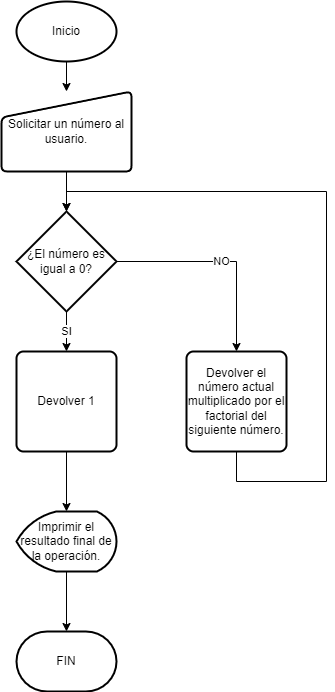 Inicio
Solicitar un número al
usuario.
¿El número es
igual a 0?
NO
SI
Devolver 1
Devolver el
número actual
multiplicado por el
factorial del
siguiente número.
Imprimir el
resultado final de
la operación.
FIN